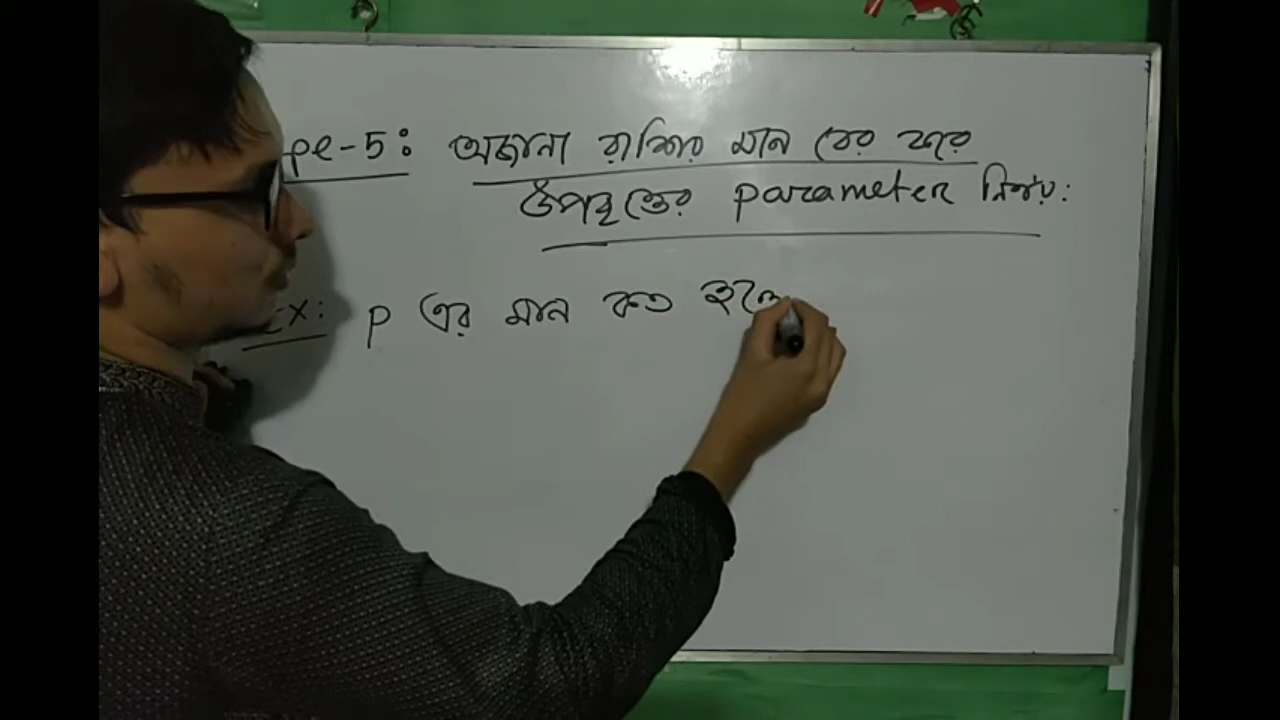 pe-5: অজানা রাশির মান বের করে
উপবৃত্তের parameter নির্ণয়:
Ex: p এর মান কত হলে